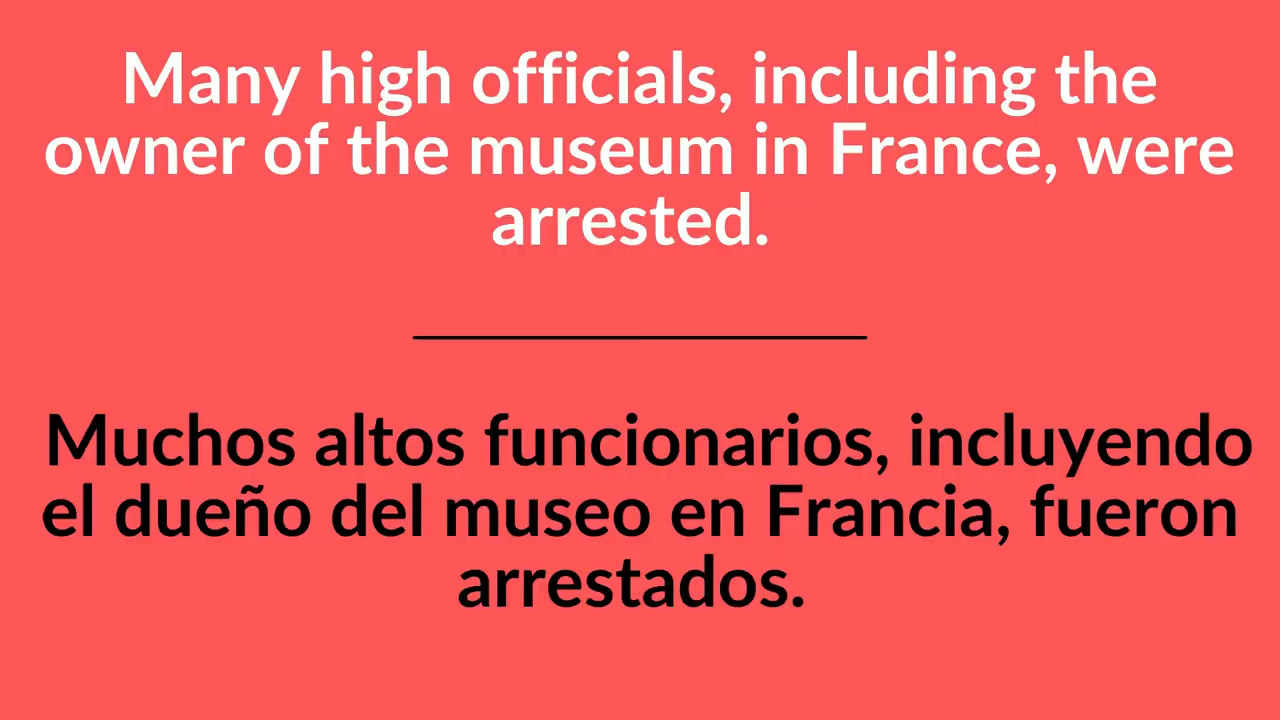 Many high officials, including the
owner of the museum in France, were
arrested.
Muchos altos funcionarios, incluyendo
el dueño del museo en Francia, fueron
arrestados.